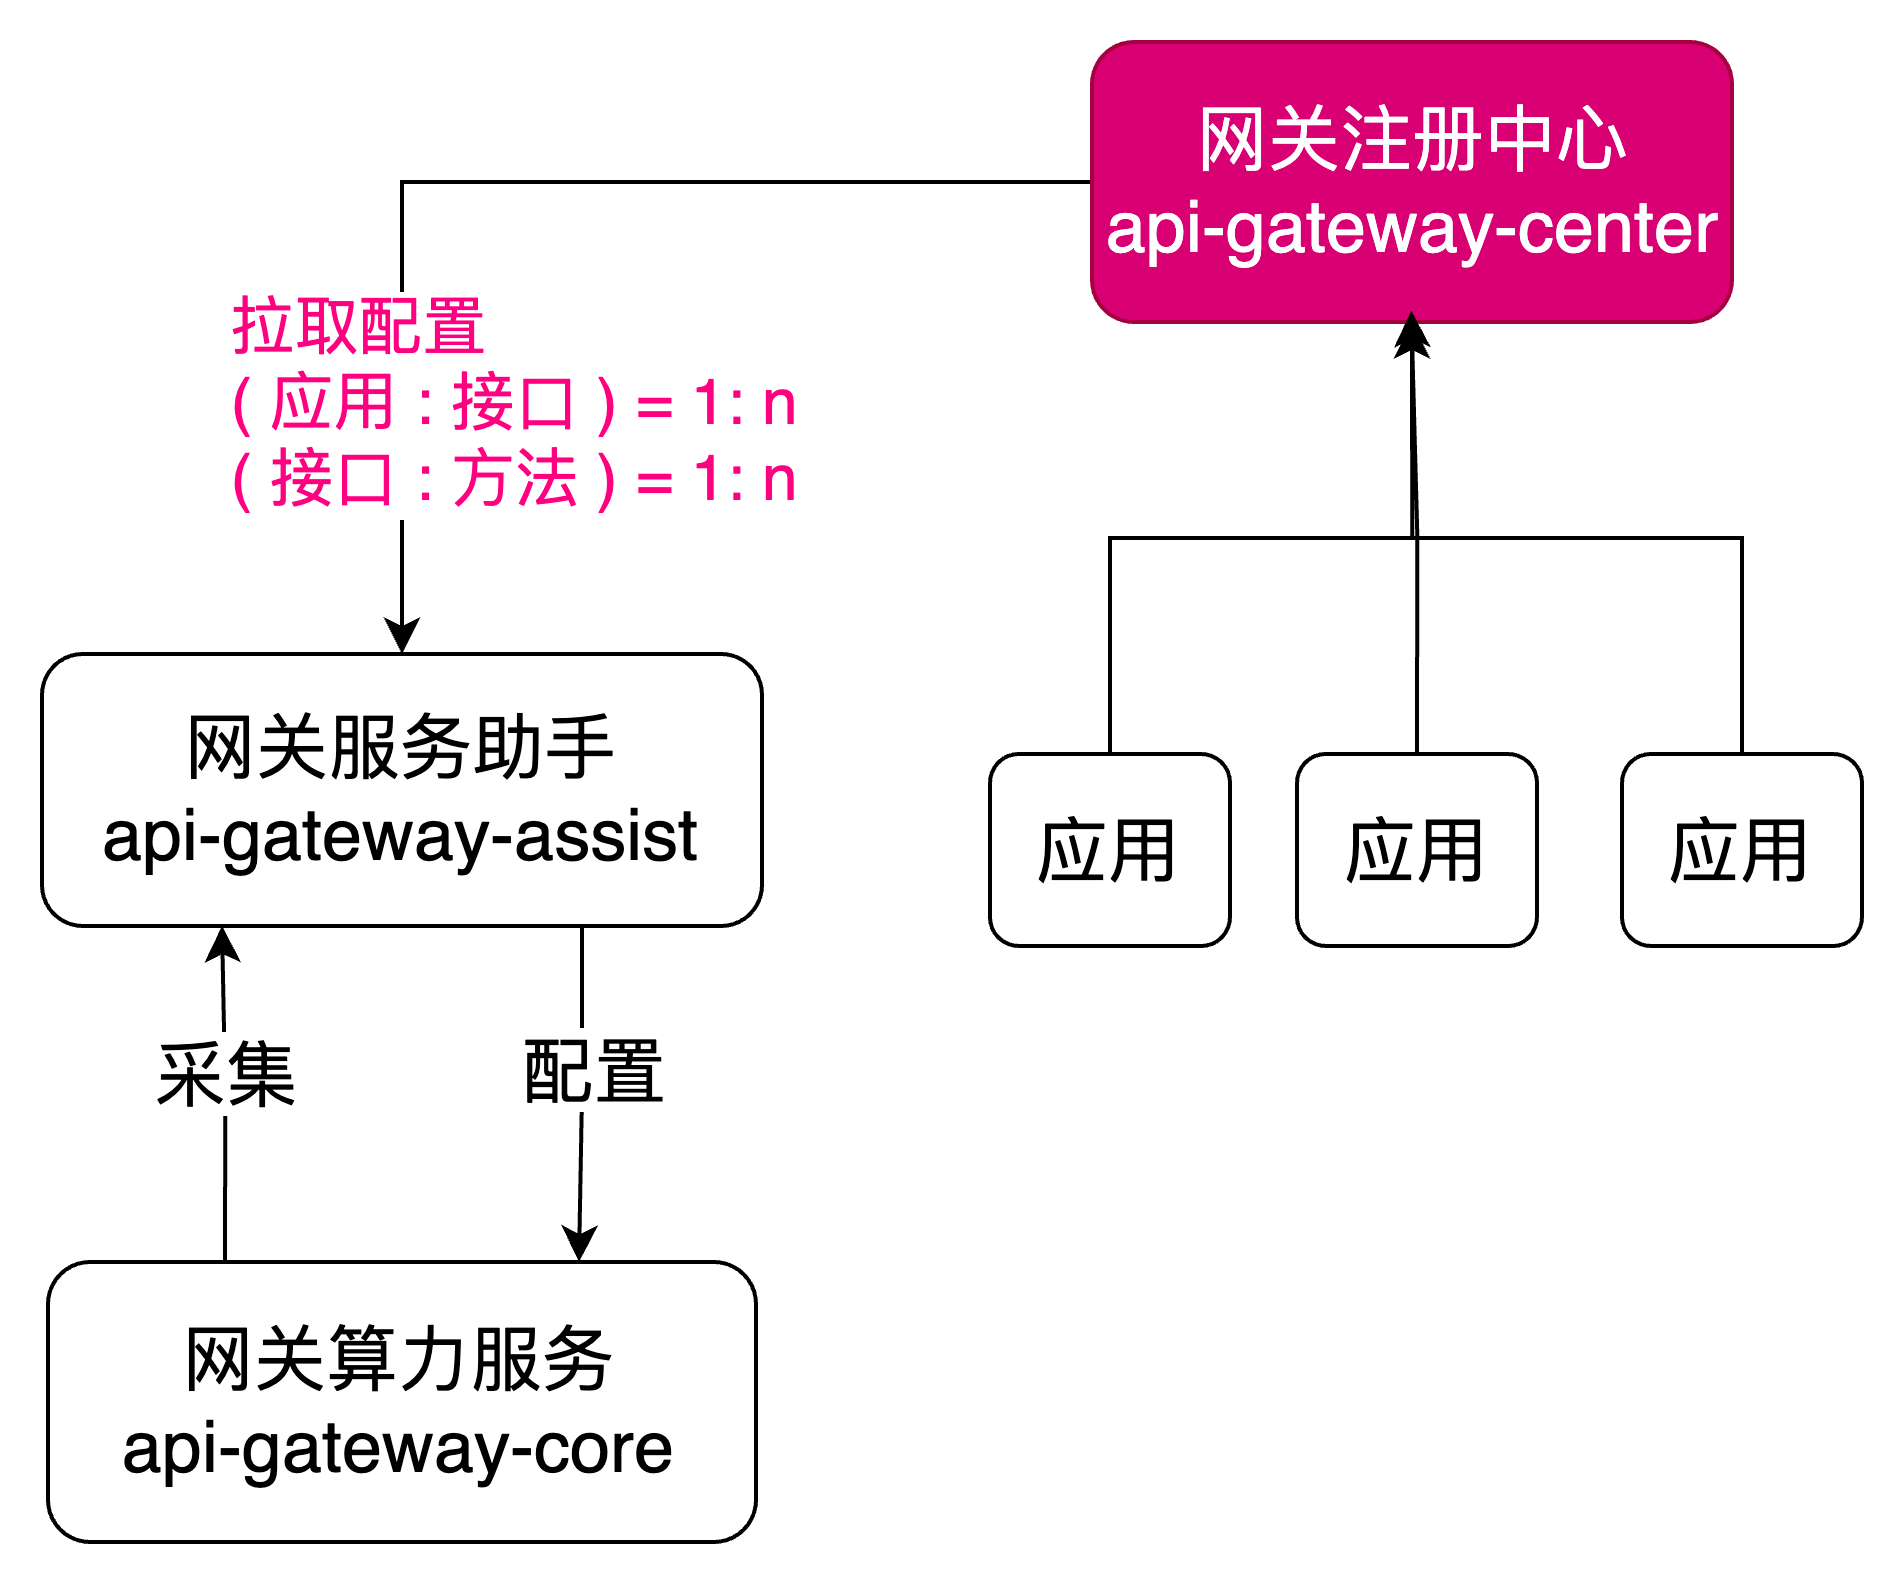 网关注册中心
api-gateway-center
拉取配置
( 应用 : 接口 ) = 1: n
( 接口 : 方法 ) = 1: n
网关服务助手
api-gateway-assist
应用
应用
应用
采集
配置
网关算力服务
api-gateway-core